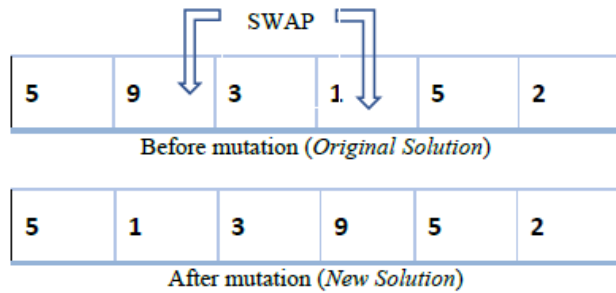 SWAP
5 9 3 1 5 2
Before mutation (Original Solution)
5 1 3 9 5 2
After mutation (New Solution)